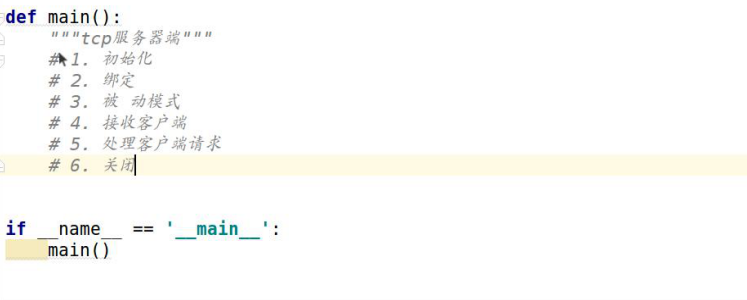 def main():
    """tcp服务器端"""
    # 1. 初始化
    # 2. 绑定
    # 3. 被 动模式
    # 4. 接收客户端
    # 5. 处理客户端请求
    # 6. 关闭
if __name__ == '__main__':
    main()